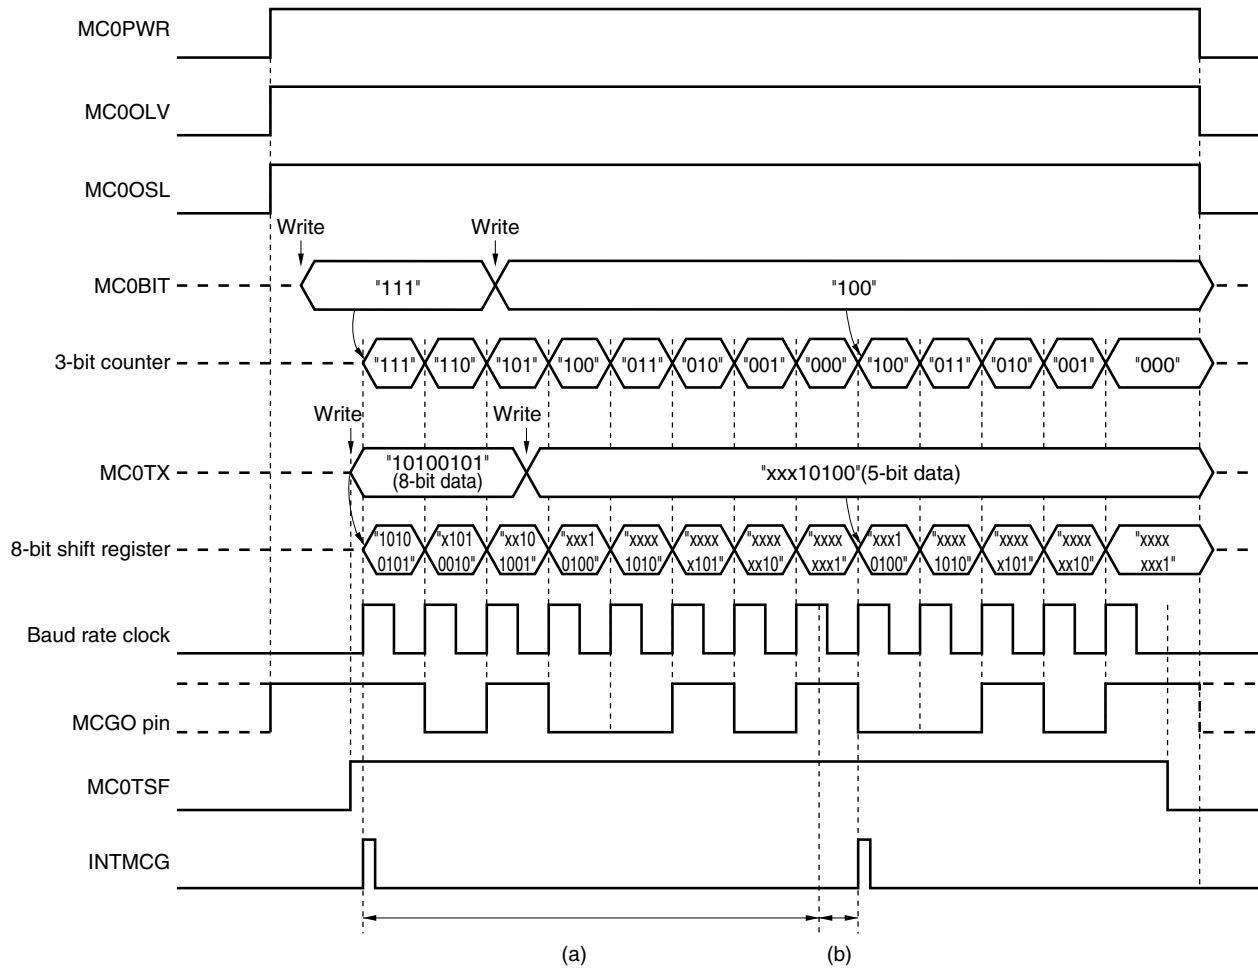 MC0PWR
MC0OLV
MC0OSL
Write Write
MC0BIT "111" "100"
3-bit counter "111" "110" "101" "100" "011" "010" "001" "000" "100" "011" "010" "001" "000"
Write Write
MC0TX "10100101" "xxx10100"(5-bit data)
(8-bit data)
8-bit shift register "1010 "x101 "xx10 "xxx1 "xxxx "xxxx "xxxx "xxxx "xxx1 "xxxx "xxxx "xxxx "xxxx
0101" 0010" 1001" 0100" 1010" x101" xx10" xxx1" 0100" 1010" x101" xx10" xxx1"
Baud rate clock
MCGO pin
MC0TSF
INTMCG
(a) (b)